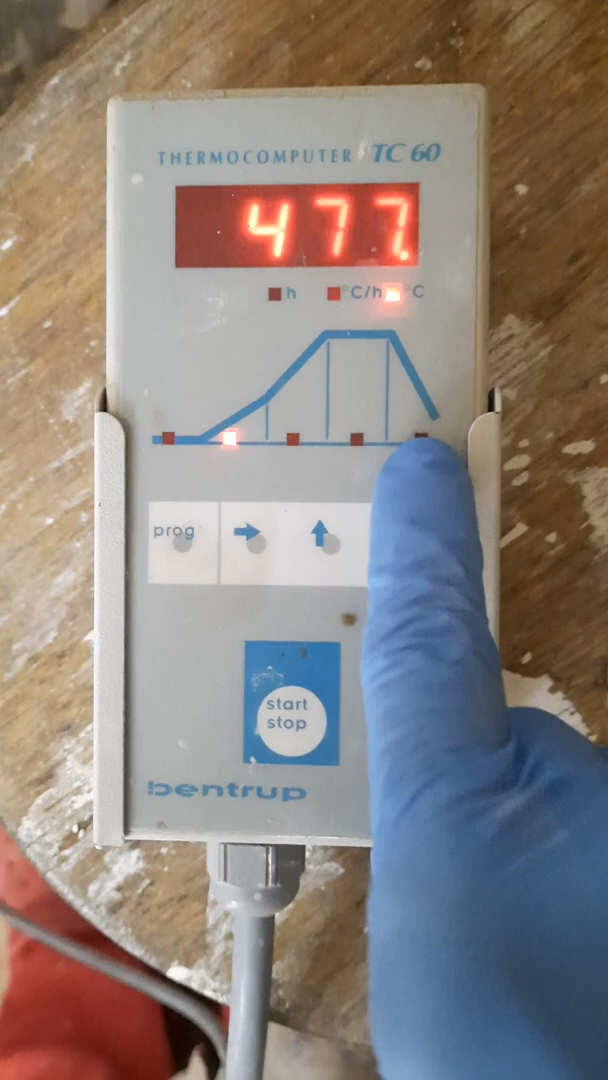 THERMOCOMPUTER TC 60
477.
h °C/h °C
prog
start
stop
bentrup